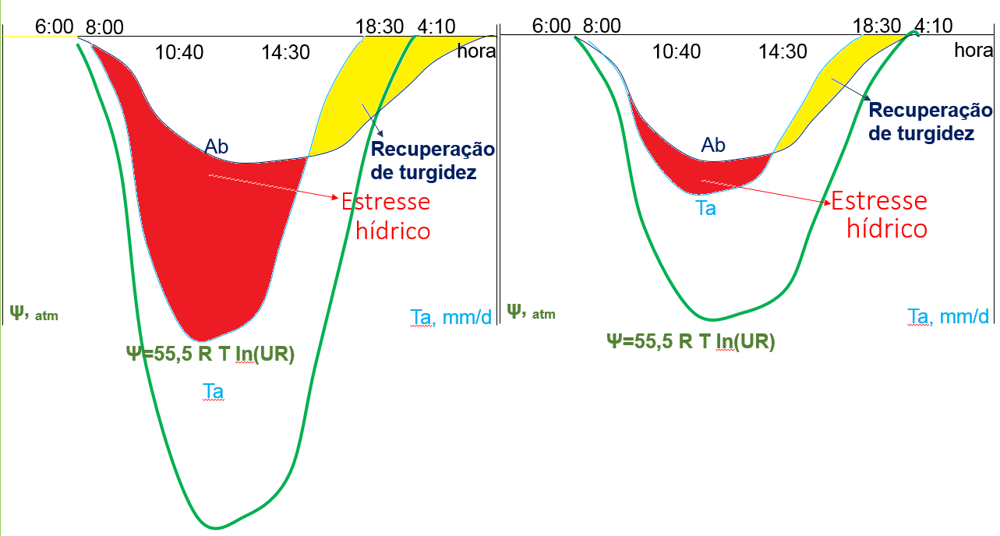 6:00 8:00 18:30 4:10
10:40 14:30 hora
Recuperação
de turgidez
Ab
Estresse
hídrico
Ψ, atm
Ta, mm/d
Ψ=55,5 R T ln(UR)
Ta
6:00 8:00 18:30 4:10
10:40 14:30 hora
Recuperação
de turgidez
Ab
Estresse
hídrico
Ta
Ψ, atm
Ta, mm/d
Ψ=55,5 R T ln(UR)